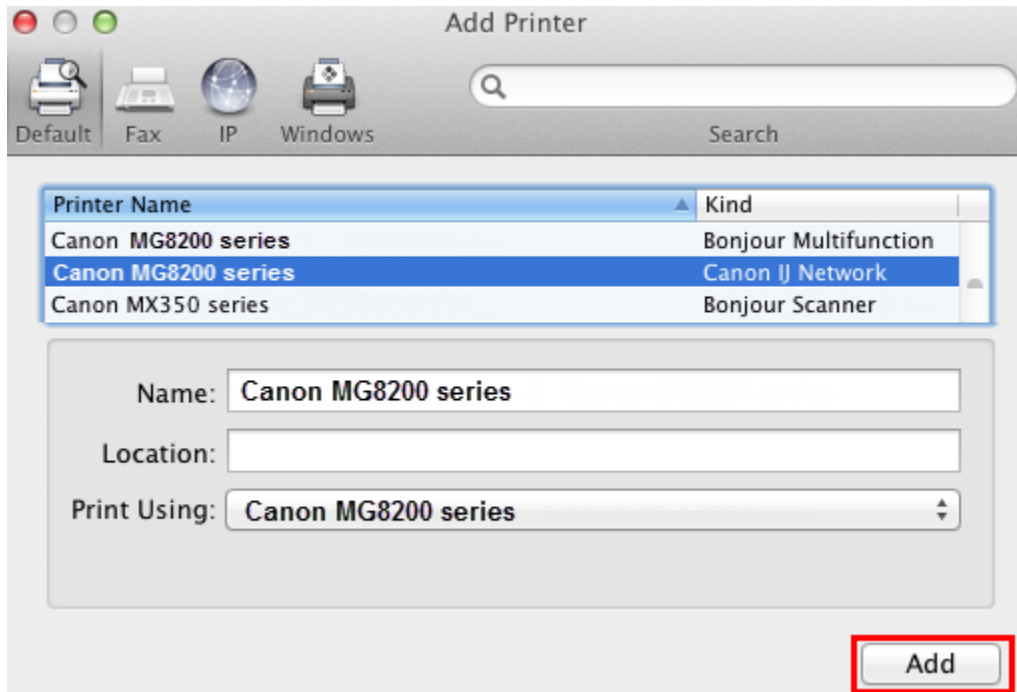 Add Printer
Default Fax IP Windows Search
Printer Name Kind
Canon MG8200 series Bonjour Multifunction
Canon MG8200 series Canon IJ Network
Canon MX350 series Bonjour Scanner
Name: Canon MG8200 series
Location:
Print Using: Canon MG8200 series
Add